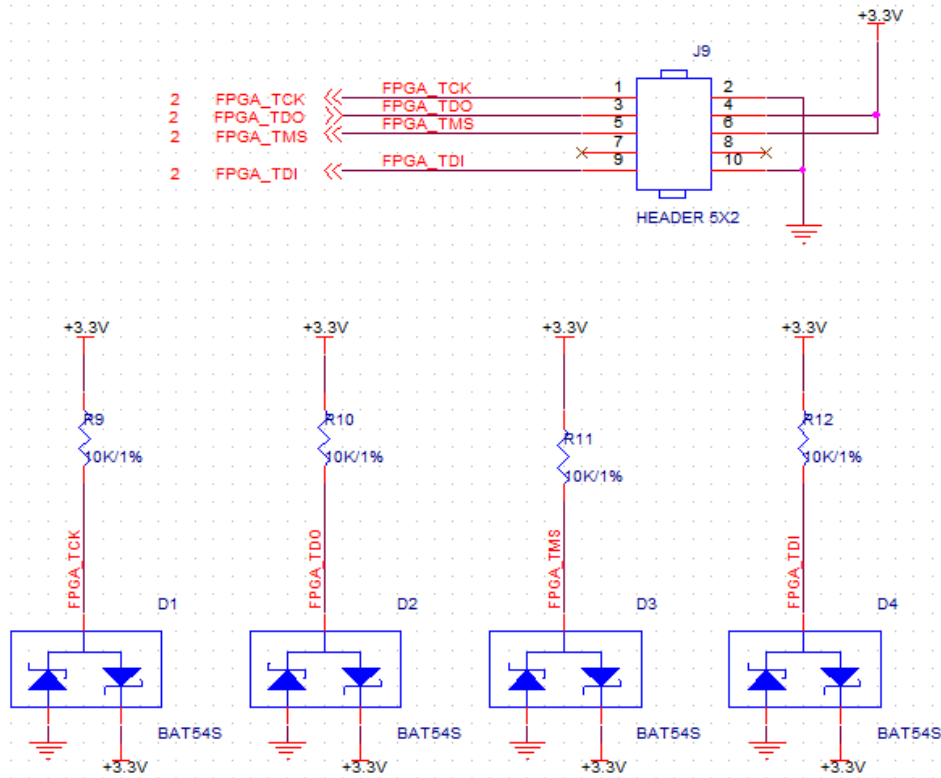 +3.3V
J9
FPGA_TCK 1 2
2 FPGA_TCK
FPGA_TDO 3 4
2 FPGA_TDO
FPGA_TMS 5 6
2 FPGA_TMS
7 8
FPGA_TDI 9 10
2 FPGA_TDI
HEADER 5X2
+3.3V +3.3V +3.3V +3.3V
R9 R10 R11 R12
10K/1% 10K/1% 10K/1% 10K/1%
FPGA_TCK FPGA_TDO FPGA_TMS FPGA_TDI
D1 D2 D3 D4
BAT54S BAT54S BAT54S BAT54S
+3.3V +3.3V +3.3V +3.3V